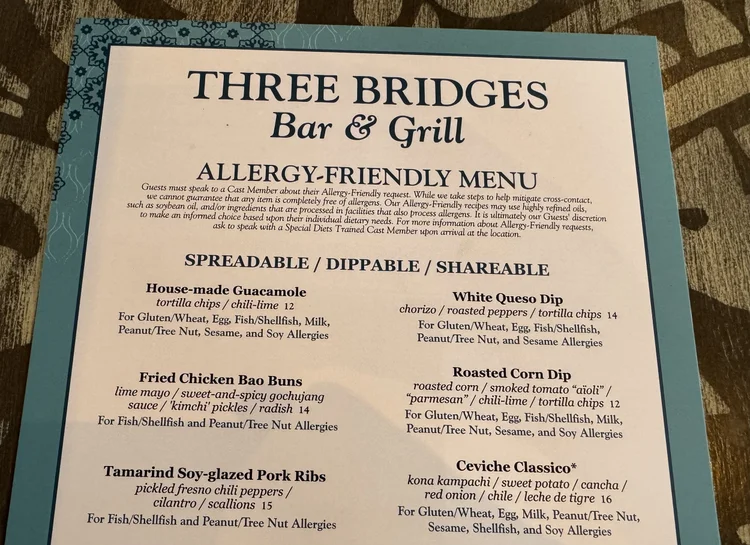 THREE BRIDGES
Bar & Grill
ALLERGY-FRIENDLY MENU
Guests must speak to a Cast Member about their Allergy-Friendly request. While we take steps to help mitigate cross-contact,
we cannot guarantee that any item is completely free of allergens. Our Allergy-Friendly recipes may use highly refined oils,
such as soybean oil, and/or ingredients that are processed in facilities that also process allergens. It is ultimately our Guests' discretion
to make an informed choice based upon their individual dietary needs. For more information about Allergy-Friendly requests,
ask to speak with a Special Diets Trained Cast Member upon arrival at the location.
SPREADABLE / DIPPABLE / SHAREABLE
House-made Guacamole
tortilla chips / chili-lime 12
For Gluten/Wheat, Egg, Fish/Shellfish, Milk,
Peanut/Tree Nut, Sesame, and Soy Allergies
Fried Chicken Bao Buns
lime mayo / sweet-and-spicy gochujang
sauce / 'kimchi' pickles / radish 14
For Fish/Shellfish and Peanut/Tree Nut Allergies
Tamarind Soy-glazed Pork Ribs
pickled fresno chili peppers /
cilantro / scallions 15
For Fish/Shellfish and Peanut/Tree Nut Allergies
White Queso Dip
chorizo / roasted peppers / tortilla chips 14
For Gluten/Wheat, Egg, Fish/Shellfish,
Peanut/Tree Nut, and Sesame Allergies
Roasted Corn Dip
roasted corn / smoked tomato "aïoli" /
"parmesan" / chili-lime / tortilla chips 12
For Gluten/Wheat, Egg, Fish/Shellfish, Milk,
Peanut/Tree Nut, Sesame, and Soy Allergies
Ceviche Classico*
kona kampachi / sweet potato / cancha /
red onion / chile / leche de tigre 16
For Gluten/Wheat, Egg, Milk, Peanut/Tree Nut,
Sesame, Shellfish, and Soy Allergies